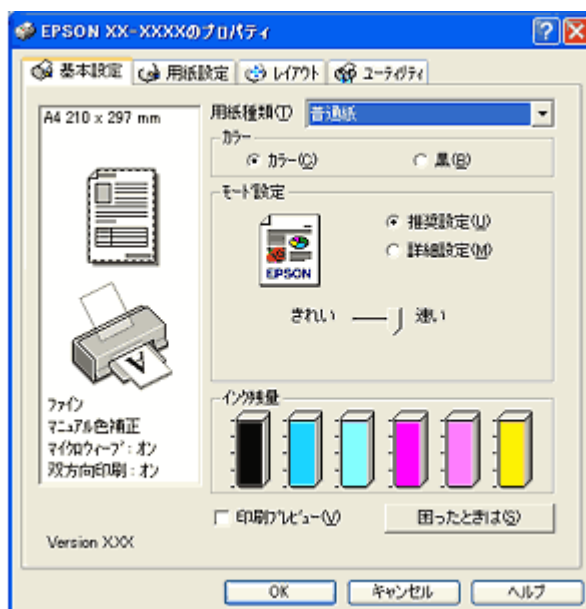 EPSON XX-XXXXのプロパティ
基本設定 用紙設定 レイアウト ユーティリティ
A4 210 x 297 mm
用紙種類(T) 普通紙
カラー
カラー(C) 黒(B)
モード設定
推奨設定(U)
詳細設定(M)
EPSON
きれい 速い
A
ファイン
マニュアル色補正
マイクロウィーブ : オン
双方向印刷 : オン
インク残量
印刷プレビュー(V) 困ったときは(S)
Version X.XX
OK キャンセル ヘルプ